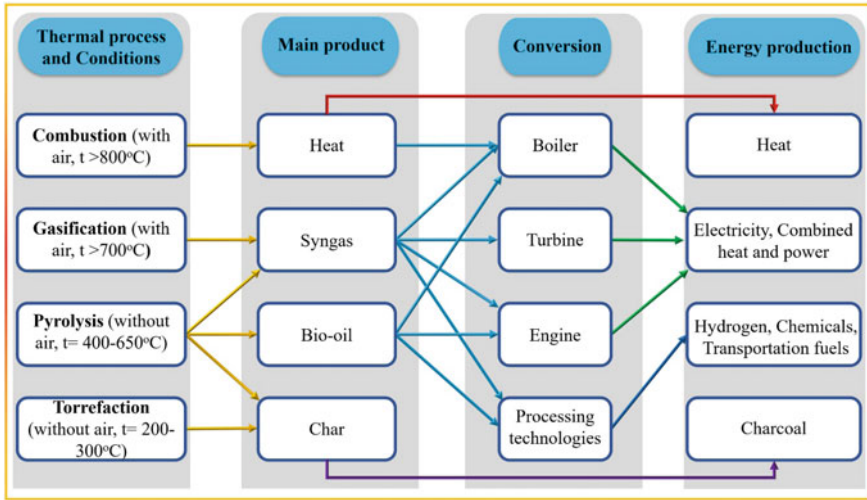 Thermal process
and Conditions
Main product
Conversion
Energy production
Combustion (with
air, t >800°C)
Heat
Boiler
Heat
Gasification (with
air, t >700°C)
Syngas
Turbine
Electricity, Combined
heat and power
Pyrolysis (without
air, t= 400-650°C)
Bio-oil
Engine
Hydrogen, Chemicals,
Transportation fuels
Torrefaction
(without air, t= 200-
300°C)
Char
Processing
technologies
Charcoal